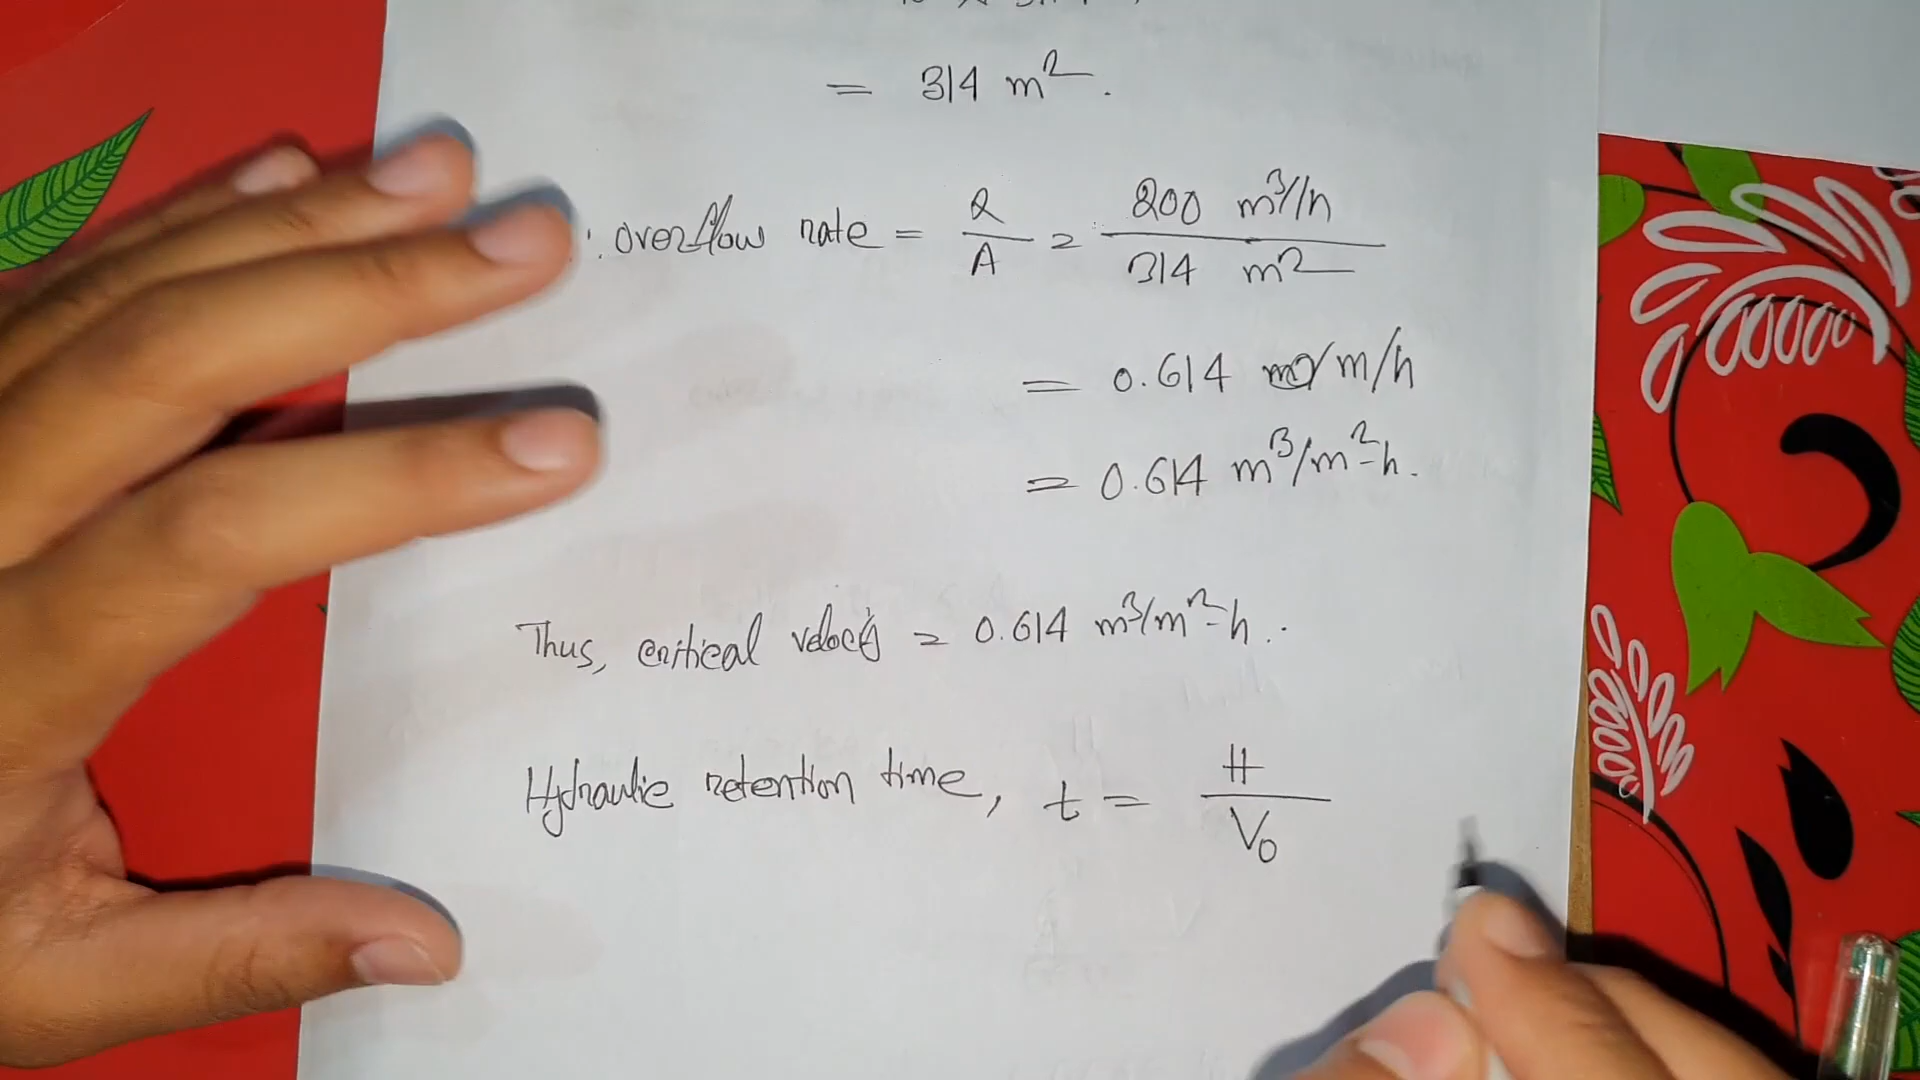 = 314 m².
∴ overflow rate = Q/A = 200 m³/h / 314 m²
= 0.614 m/h
= 0.614 m³/m²-h.
Thus, critical velocity = 0.614 m³/m²-h.
Hydraulic retention time, t = H/V₀